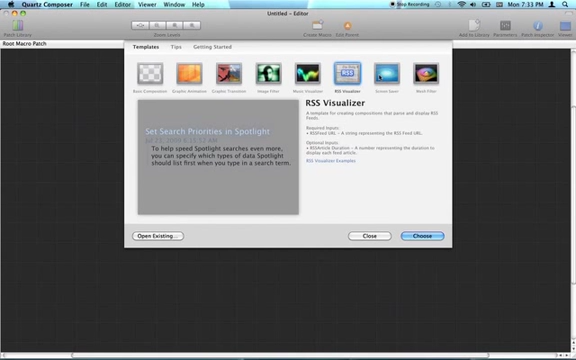 Quartz Composer File Edit Editor Viewer Window Help Stop Recording Mon 7:33 PM
Untitled - Editor
Patch Library Down Levels Create Macro Edit Parent Add to Library Parameters Patch Inspector Viewer
Root Macro Patch
Templates Tips Getting Started
Basic Composition Graphic Animation Graphic Transition Image Filter Music Visualizer RSS Visualizer Screen Saver Mesh Filter
RSS Visualizer
A template for creating compositions that parse and display RSS
Feeds.
Required Inputs:
• RSSFeed URL - A string representing the RSS Feed URL.
Optional Inputs:
• RSSArticle Duration - A number representing the duration to
display each feed article.
RSS Visualizer Examples
Set Search Priorities in Spotlight
To help speed Spotlight searches even more,
you can specify which types of data Spotlight
should list first when you type in a search term.
Open Existing... Close Choose